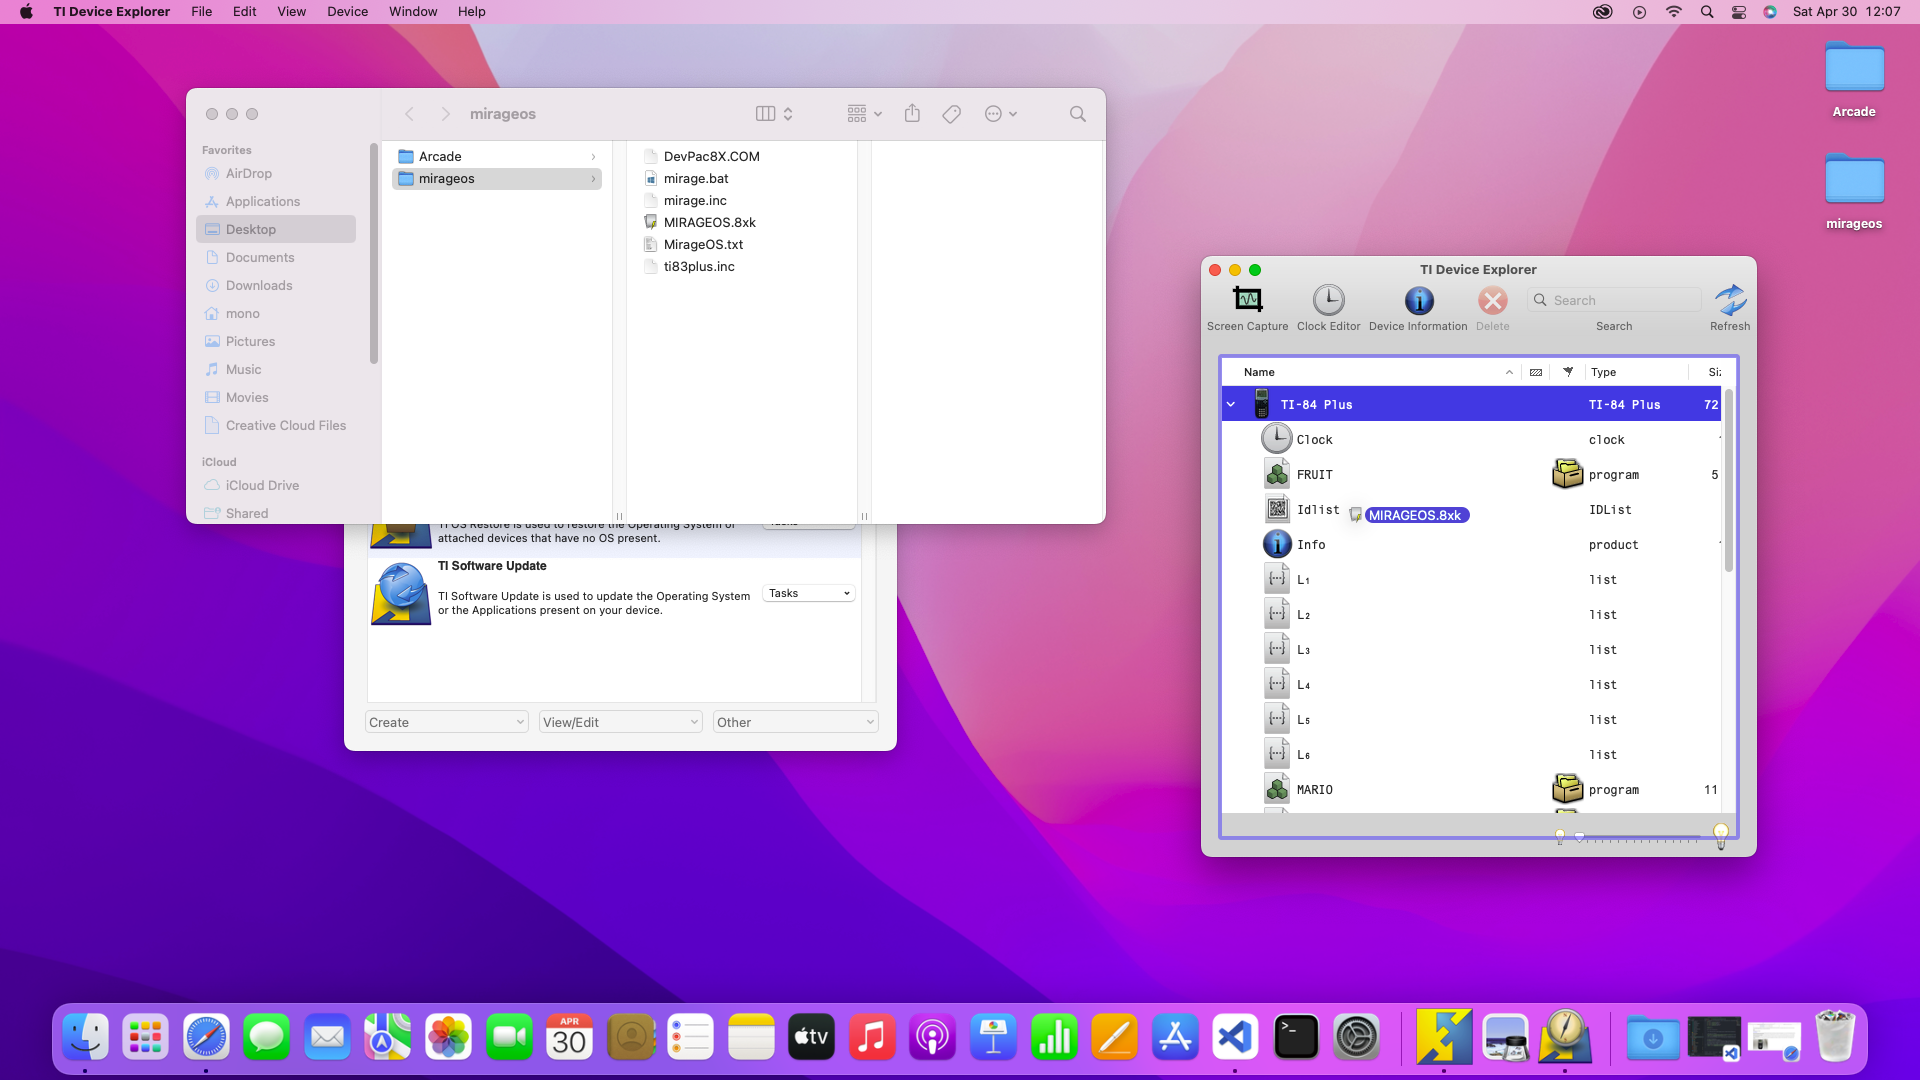 TI Device Explorer File Edit View Device Window Help Sat Apr 30 12:07
Arcade
mirageos
mirageos
Favorites
AirDrop
Applications
Desktop
Documents
Downloads
mono
Pictures
Music
Movies
Creative Cloud Files
iCloud
iCloud Drive
Shared
Arcade
mirageos
DevPac8X.COM
mirage.bat
mirage.inc
MIRAGEOS.8xk
MirageOS.txt
ti83plus.inc
TI OS Restore is used to restore the Operating System of
attached devices that have no OS present.
Tasks
TI Software Update
TI Software Update is used to update the Operating System
or the Applications present on your device.
Tasks
Create View/Edit Other
TI Device Explorer
Search
Screen Capture Clock Editor Device Information Delete Search Refresh
Name Type Siz
TI-84 Plus TI-84 Plus 72
Clock clock
FRUIT program 5
Idlist IDList
MIRAGEOS.8xk
Info product
L₁ list
L₂ list
L₃ list
L₄ list
L₅ list
L₆ list
MARIO program 11
APR
30
tv
>_